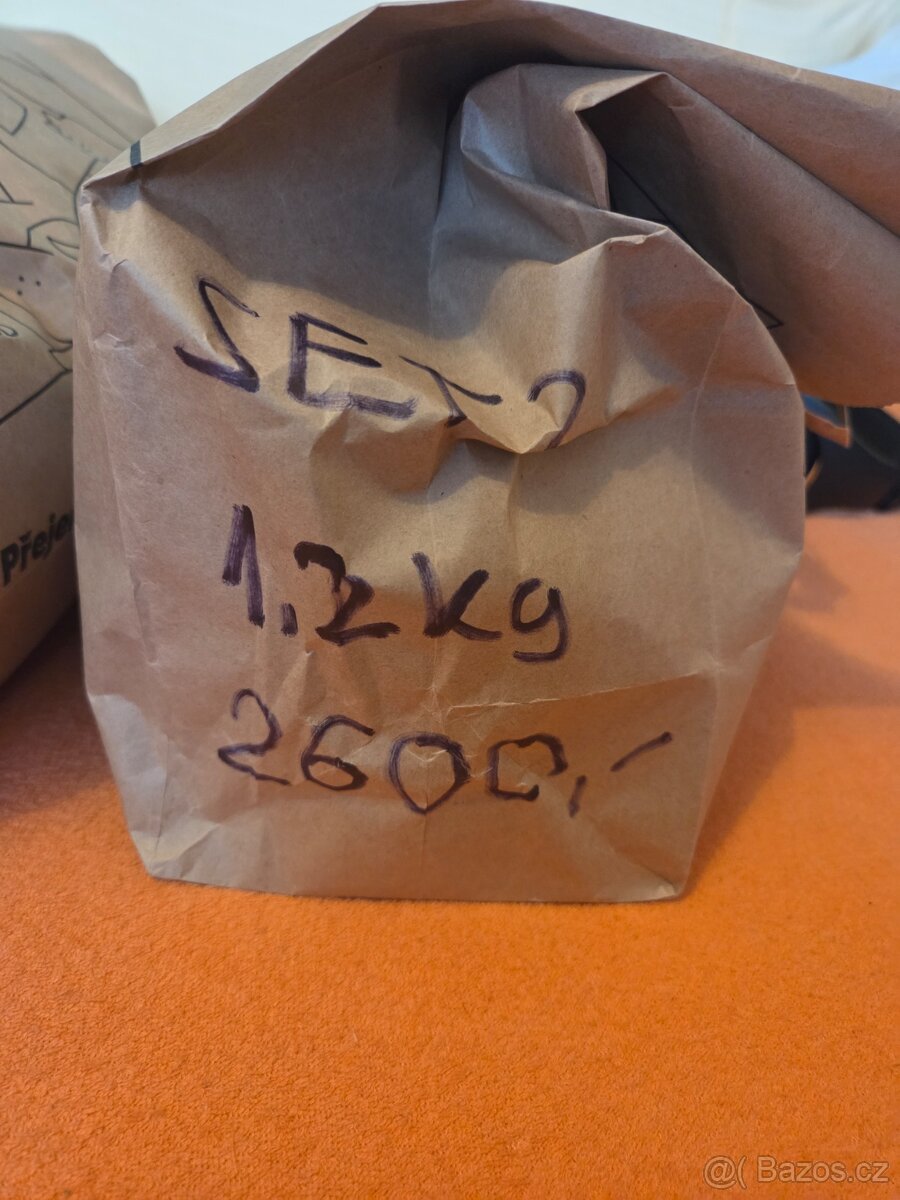 SET 2
1.2 kg
2600,-
Přeje
@( Bazos.cz